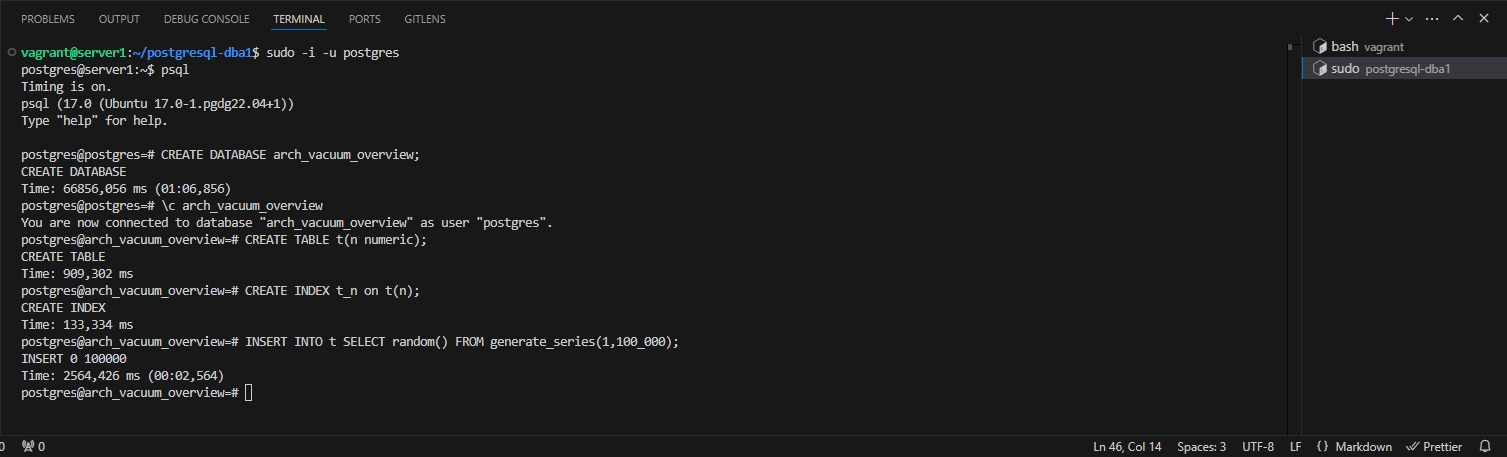 PROBLEMS OUTPUT DEBUG CONSOLE TERMINAL PORTS GITLENS
vagrant@server1:~/postgresql-dba1$ sudo -i -u postgres
postgres@server1:~$ psql
Timing is on.
psql (17.0 (Ubuntu 17.0-1.pgdg22.04+1))
Type "help" for help.
postgres@postgres=# CREATE DATABASE arch_vacuum_overview;
CREATE DATABASE
Time: 66856,056 ms (01:06,856)
postgres@postgres=# \c arch_vacuum_overview
You are now connected to database "arch_vacuum_overview" as user "postgres".
postgres@arch_vacuum_overview=# CREATE TABLE t(n numeric);
CREATE TABLE
Time: 909,302 ms
postgres@arch_vacuum_overview=# CREATE INDEX t_n on t(n);
CREATE INDEX
Time: 133,334 ms
postgres@arch_vacuum_overview=# INSERT INTO t SELECT random() FROM generate_series(1,100_000);
INSERT 0 100000
Time: 2564,426 ms (00:02,564)
postgres@arch_vacuum_overview=#
bash vagrant
sudo postgresql-dba1
0 0 Ln 46, Col 14 Spaces: 3 UTF-8 LF {} Markdown Prettier